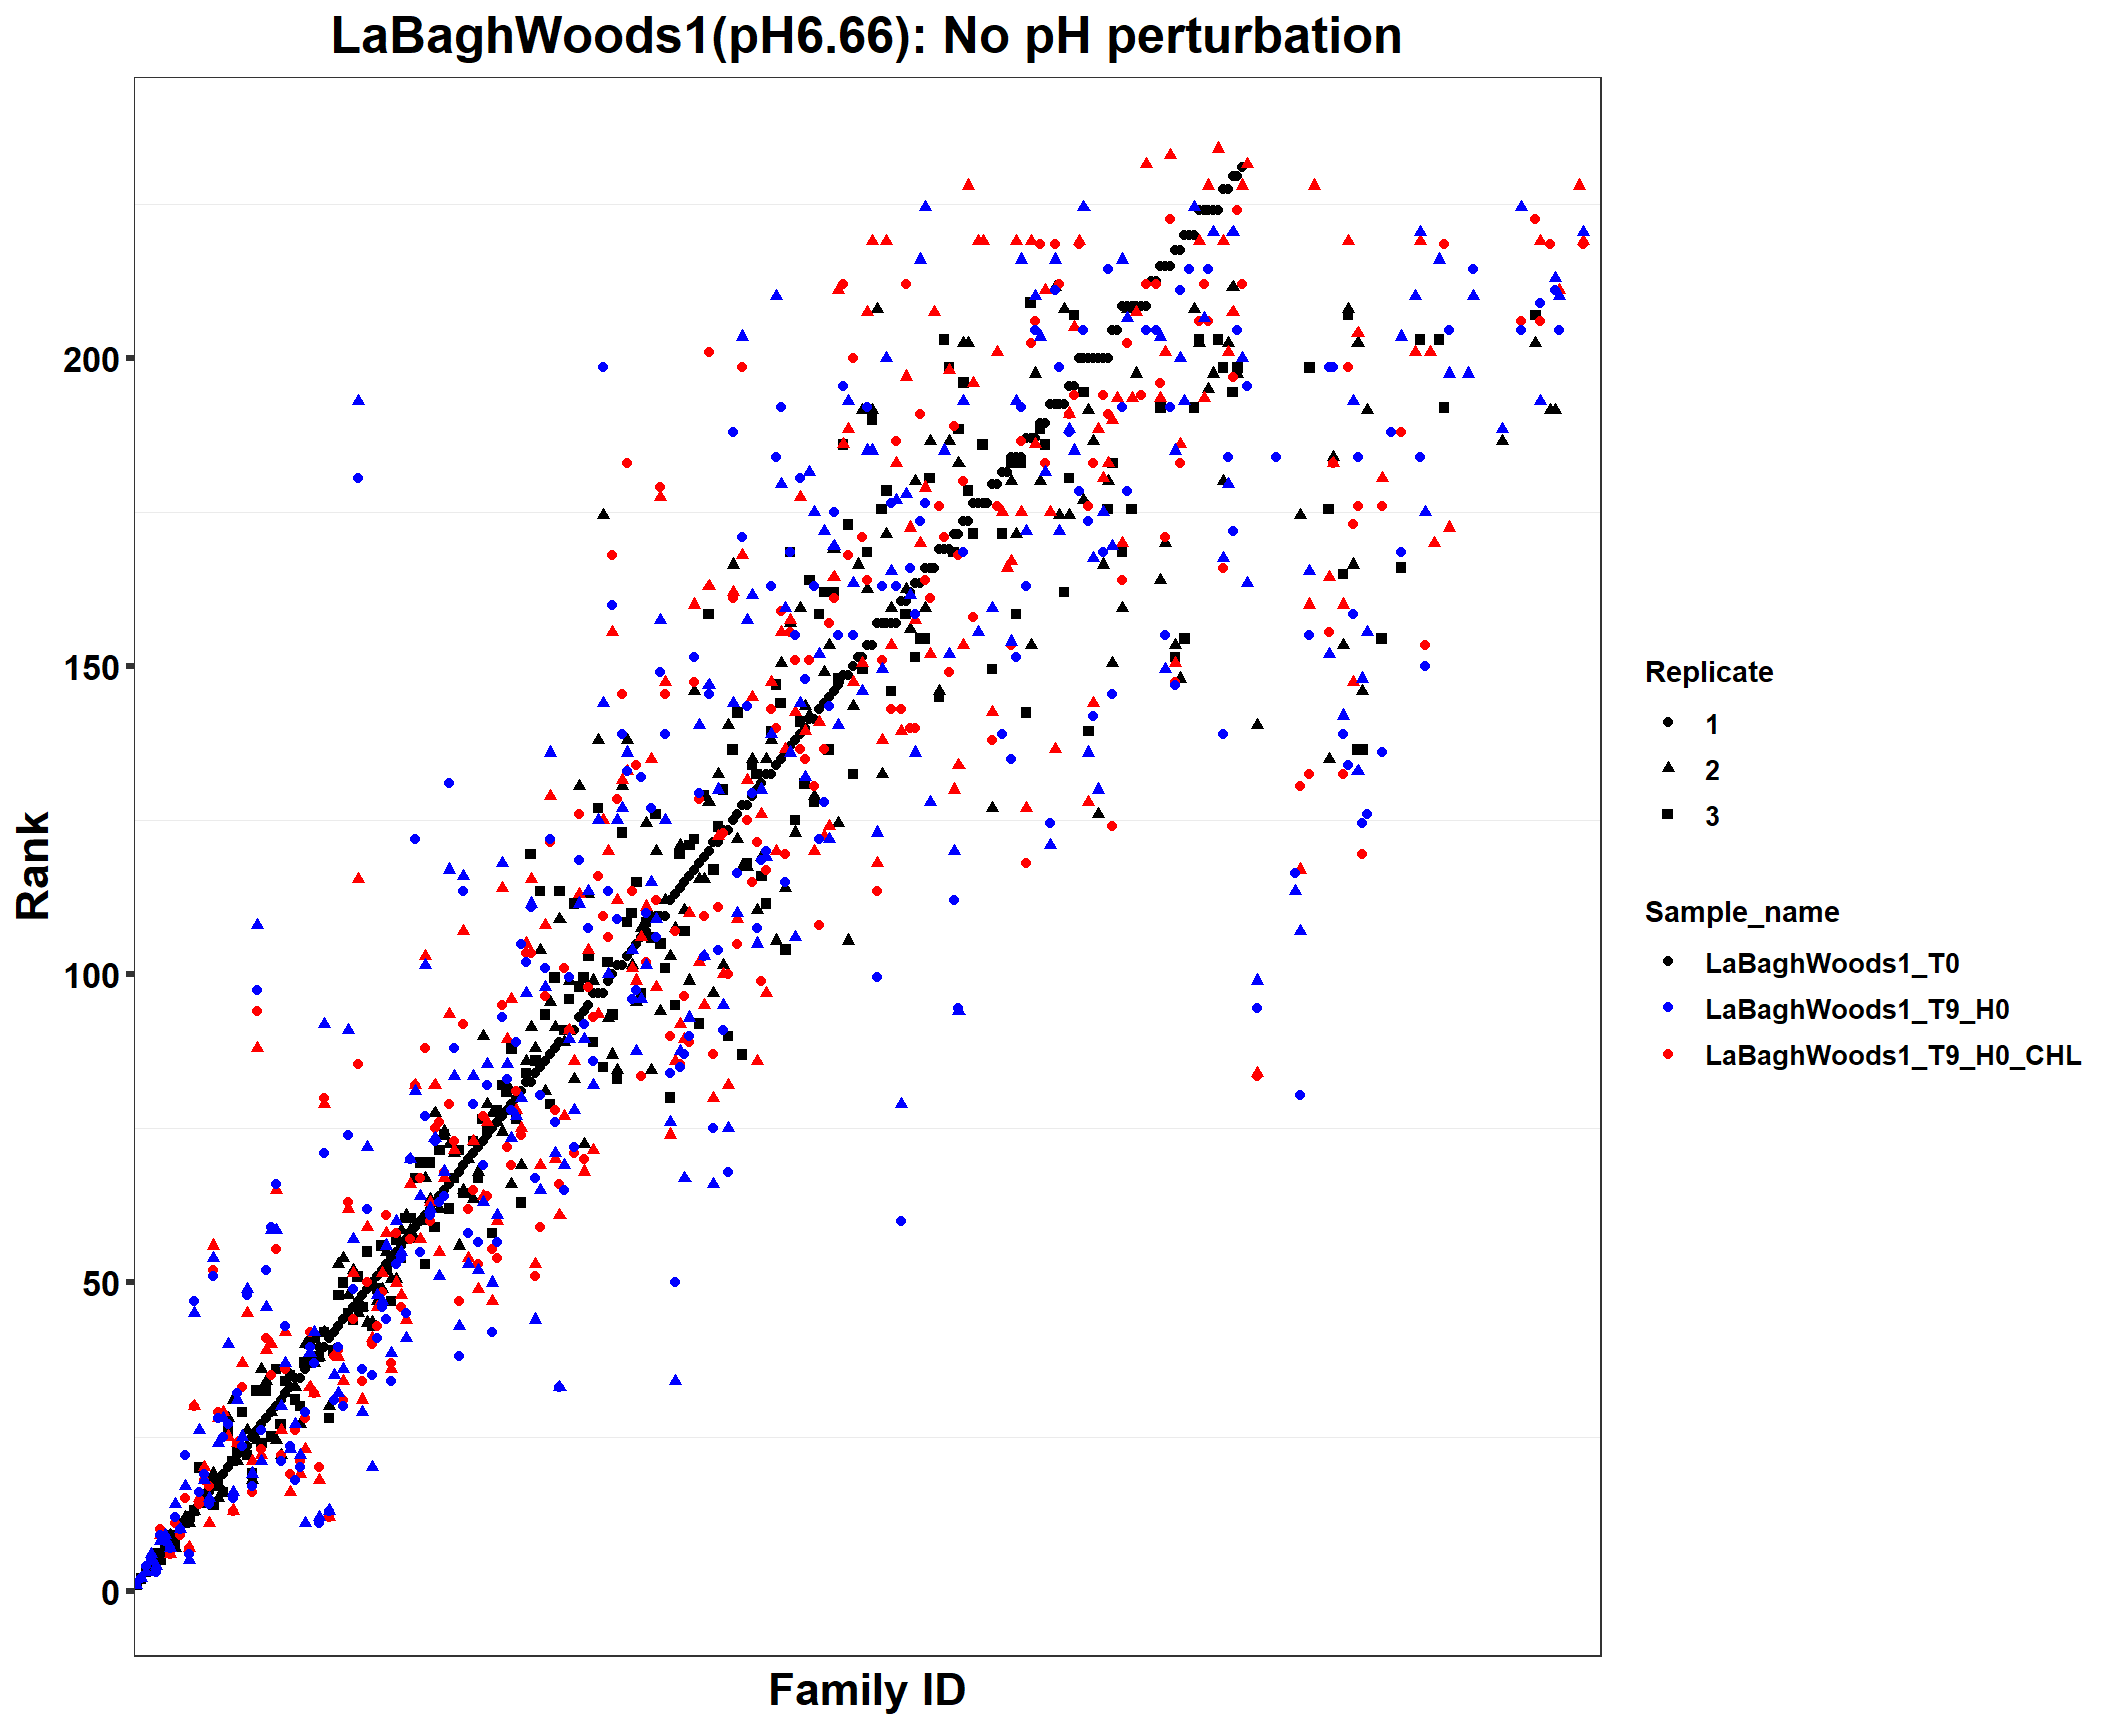 LaBaghWoods1(pH6.66): No pH perturbation
Rank
200
150
100
50
0
Family ID
Replicate
1
2
3
Sample_name
LaBaghWoods1_T0
LaBaghWoods1_T9_H0
LaBaghWoods1_T9_H0_CHL